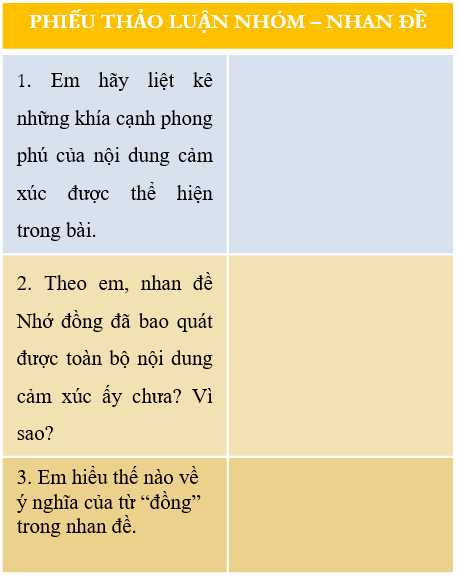 PHIẾU THẢO LUẬN NHÓM – NHAN ĐỀ
1. Em hãy liệt kê
những khía cạnh phong
phú của nội dung cảm
xúc được thể hiện
trong bài.
2. Theo em, nhan đề
Nhớ đồng đã bao quát
được toàn bộ nội dung
cảm xúc ấy chưa? Vì
sao?
3. Em hiểu thế nào về
ý nghĩa của từ “đồng”
trong nhan đề.